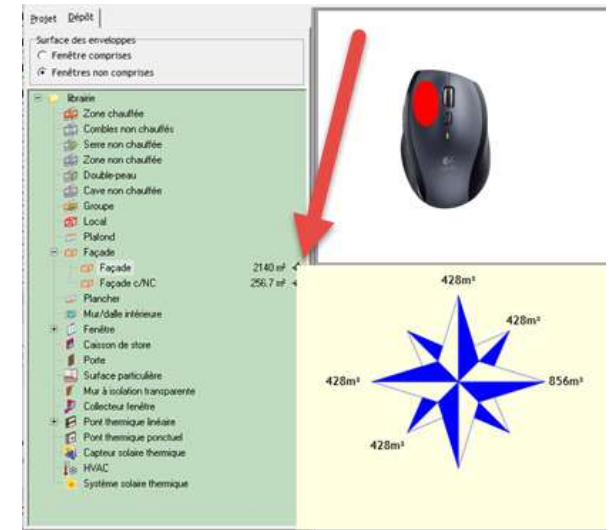 Projet Dépôt
Surface des enveloppes
Fenêtre comprises
Fenêtres non comprises
librairie
Zone chauffée
Combles non chauffés
Serre non chauffée
Zone non chauffée
Double-peau
Cave non chauffée
Groupe
Local
Plafond
Façade
Façade 2140 m²
Façade c/NC 256.7 m²
Plancher
Mur/dalle intérieure
Fenêtre
Caisson de store
Porte
Surface particulière
Mur à isolation transparente
Collecteur fenêtre
Pont thermique linéaire
Pont thermique ponctuel
Capteur solaire thermique
HVAC
Système solaire thermique
428m²
428m²
428m²
856m²
428m²